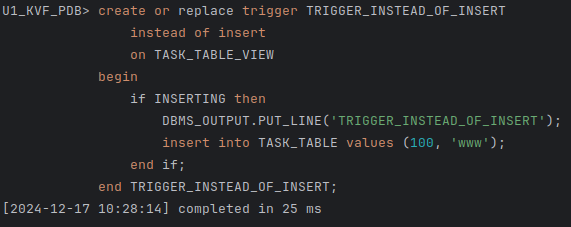 U1_KVF_PDB> create or replace trigger TRIGGER_INSTEAD_OF_INSERT
instead of insert
on TASK_TABLE_VIEW
begin
if INSERTING then
DBMS_OUTPUT.PUT_LINE('TRIGGER_INSTEAD_OF_INSERT');
insert into TASK_TABLE values (100, 'www');
end if;
end TRIGGER_INSTEAD_OF_INSERT;
[2024-12-17 10:28:14] completed in 25 ms